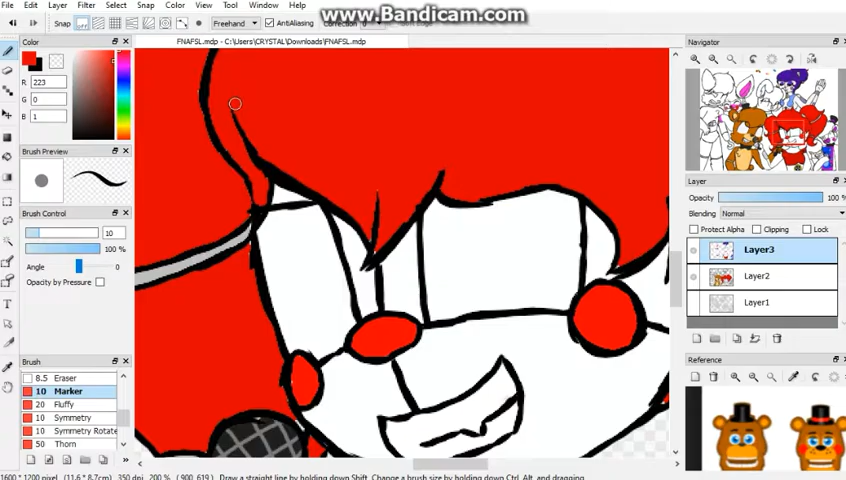 www.Bandicam.com
File Edit View Layer Filter Select Snap Color Tool Window Help
Snap off Freehand AntiAliasing Correction 0
FNAFSL.mdp - C:\Users\CRYSTAL\Downloads\FNAFSL.mdp
Color
R 223
G 0
B 1
Brush Preview
Brush Control
10
100 %
Angle 0
Opacity by Pressure
Brush
8.5 Eraser
10 Marker
20 Fluffy
10 Symmetry
10 Symmetry Rotate
50 Thorn
Navigator
Layer
Opacity 100 %
Blending Normal
Protect Alpha Clipping Lock
Layer3
Layer2
Layer1
Reference
1600 * 1200 pixel (11.6 * 8.7cm) 350 dpi 200 % ( 900, 619) Draw a straight line by holding down Shift, Change a brush size by holding down Ctrl, Alt, and dragging